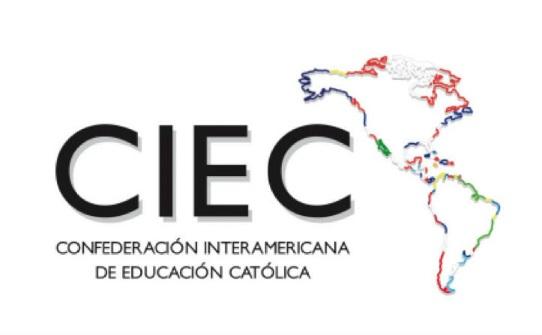 CIEC
CONFEDERACIÓN INTERAMERICANA
DE EDUCACIÓN CATÓLICA